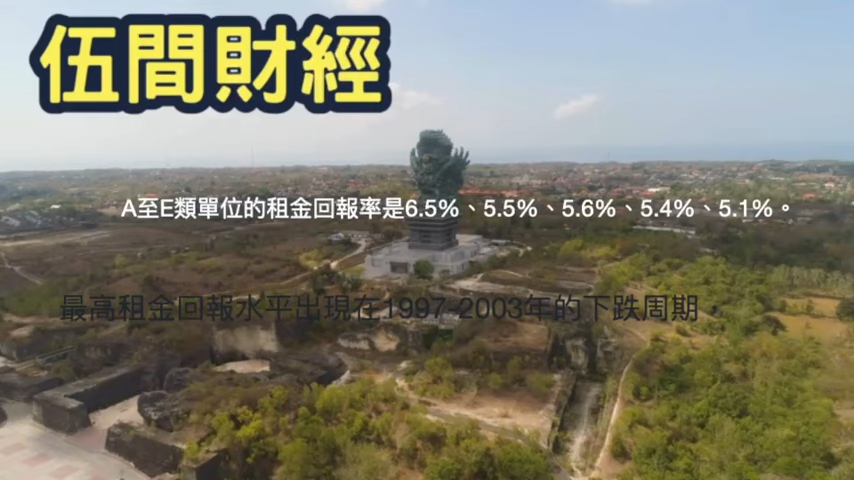 伍間財經
A至E類單位的租金回報率是6.5%、5.5%、5.6%、5.4%、5.1%。
最高租金回報水平出現在1997-2003年的下跌周期，